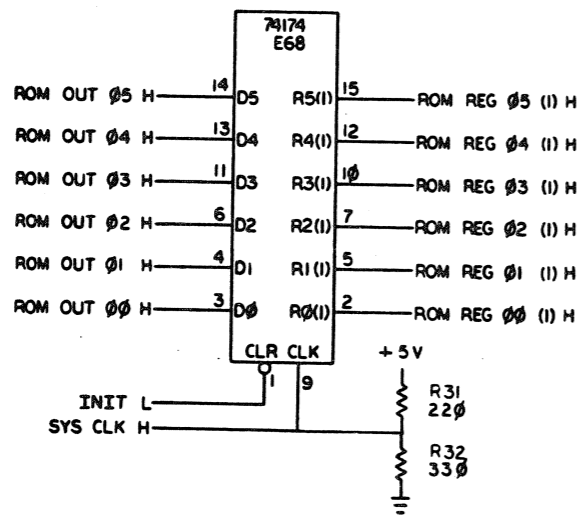 74174
E68
ROM OUT Ø5 H 14 D5 R5(1) 15 ROM REG Ø5 (1) H
ROM OUT Ø4 H 13 D4 R4(1) 12 ROM REG Ø4 (1) H
ROM OUT Ø3 H 11 D3 R3(1) 1Ø ROM REG Ø3 (1) H
ROM OUT Ø2 H 6 D2 R2(1) 7 ROM REG Ø2 (1) H
ROM OUT Ø1 H 4 D1 R1(1) 5 ROM REG Ø1 (1) H
ROM OUT ØØ H 3 DØ RØ(1) 2 ROM REG ØØ (1) H
CLR CLK +5V
1 9
INIT L
R31
22Ø
SYS CLK H
R32
33Ø